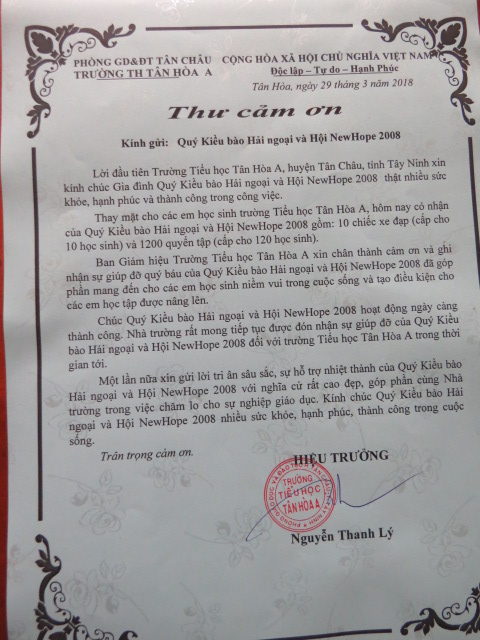 PHÒNG GD&ĐT TÂN CHÂU CỘNG HÒA XÃ HỘI CHỦ NGHĨA VIỆT NAM
TRƯỜNG TH TÂN HÒA A Độc lập – Tự do – Hạnh Phúc
Tân Hòa, ngày 29 tháng 3 năm 2018
Thư cảm ơn
Kính gửi: Quý Kiều bào Hải ngoại và Hội NewHope 2008
Lời đầu tiên Trường Tiểu học Tân Hòa A, huyện Tân Châu, tỉnh Tây Ninh xin
kính chúc Gia đình Quý Kiều bào Hải ngoại và Hội NewHope 2008 thật nhiều sức
khỏe, hạnh phúc và thành công trong công việc.
Thay mặt cho các em học sinh trường Tiểu học Tân Hòa A, hôm nay có nhận
của Quý Kiều bào Hải ngoại và Hội NewHope 2008 gồm: 10 chiếc xe đạp (cấp cho
10 học sinh) và 1200 quyển tập (cấp cho 120 học sinh).
Ban Giám hiệu Trường Tiểu học Tân Hòa A xin chân thành cảm ơn và ghi
nhận sự giúp đỡ quý báu của Quý Kiều bào Hải ngoại và Hội NewHope 2008 đã góp
phần mang đến cho các em học sinh niềm vui trong cuộc sống và tạo điều kiện cho
các em học tập được nâng lên.
Chúc Quý Kiều bào Hải ngoại và Hội NewHope 2008 hoạt động ngày càng
thành công. Nhà trường rất mong tiếp tục được đón nhận sự giúp đỡ của Quý Kiều
bào Hải ngoại và Hội NewHope 2008 đối với trường Tiểu học Tân Hòa A trong thời
gian tới.
Một lần nữa xin gửi lời tri ân sâu sắc, sự hỗ trợ nhiệt thành của Quý Kiều bào
Hải ngoại và Hội NewHope 2008 với nghĩa cử rất cao đẹp, góp phần cùng Nhà
trường trong việc chăm lo cho sự nghiệp giáo dục. Kính chúc Quý Kiều bào Hải
ngoại và Hội NewHope 2008 nhiều sức khỏe, hạnh phúc, thành công trong cuộc
sống.
Trân trọng cảm ơn.
HIỆU TRƯỞNG
TRƯỜNG
TIỂU HỌC
TÂN HÒA A
Nguyễn Thanh Lý